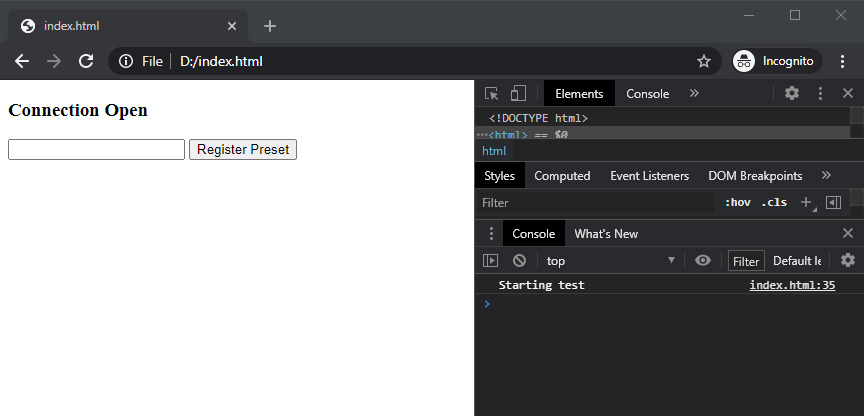 index.html
File D:/index.html Incognito
Connection Open
Register Preset
Elements Console »
<!DOCTYPE html>
⋯<html> == $0
html
Styles Computed Event Listeners DOM Breakpoints »
Filter :hov .cls
Console What's New
top Filter Default le
Starting test index.html:35